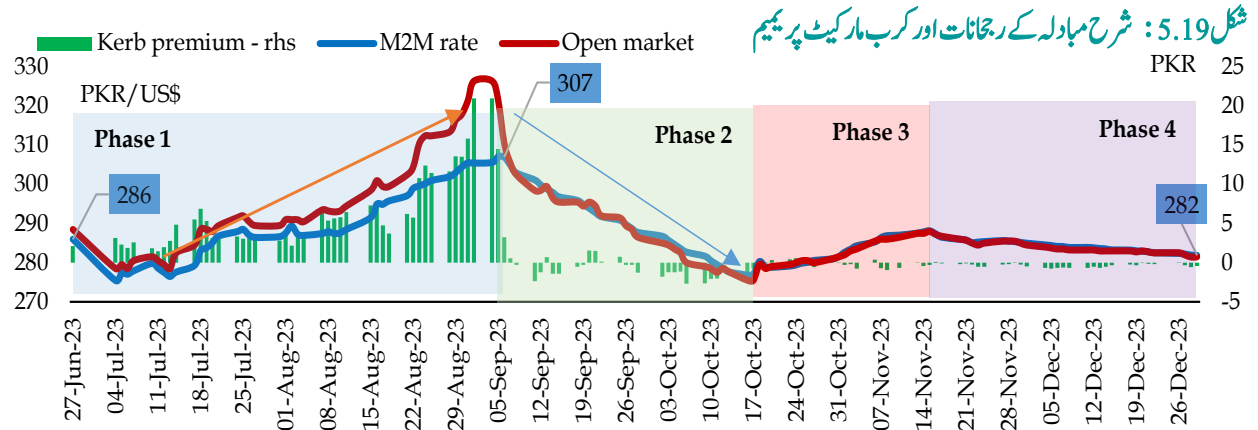 شکل 5.19 : شرح مبادلہ کے رجحانات اور کرب مارکیٹ پریمیم
Kerb premium - rhs M2M rate Open market
PKR
PKR/US$
330
320
310
300
290
280
270
25
20
15
10
5
0
-5
Phase 1
Phase 2
Phase 3
Phase 4
286
307
282
27-Jun-23
04-Jul-23
11-Jul-23
18-Jul-23
25-Jul-23
01-Aug-23
08-Aug-23
15-Aug-23
22-Aug-23
29-Aug-23
05-Sep-23
12-Sep-23
19-Sep-23
26-Sep-23
03-Oct-23
10-Oct-23
17-Oct-23
24-Oct-23
31-Oct-23
07-Nov-23
14-Nov-23
21-Nov-23
28-Nov-23
05-Dec-23
12-Dec-23
19-Dec-23
26-Dec-23